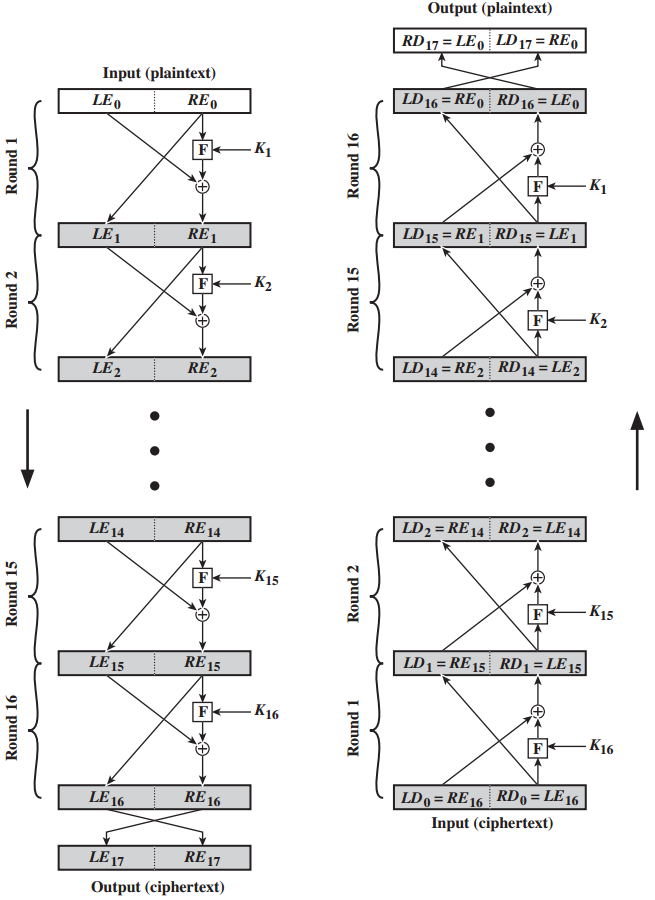 Input (plaintext)
LE0 RE0
Round 1
F K1
LE1 RE1
Round 2
F K2
LE2 RE2
LE14 RE14
Round 15
F K15
LE15 RE15
Round 16
F K16
LE16 RE16
LE17 RE17
Output (ciphertext)
Output (plaintext)
RD17 = LE0 LD17 = RE0
LD16 = RE0 RD16 = LE0
Round 16
F K1
LD15 = RE1 RD15 = LE1
Round 15
F K2
LD14 = RE2 RD14 = LE2
LD2 = RE14 RD2 = LE14
Round 2
F K15
LD1 = RE15 RD1 = LE15
Round 1
F K16
LD0 = RE16 RD0 = LE16
Input (ciphertext)